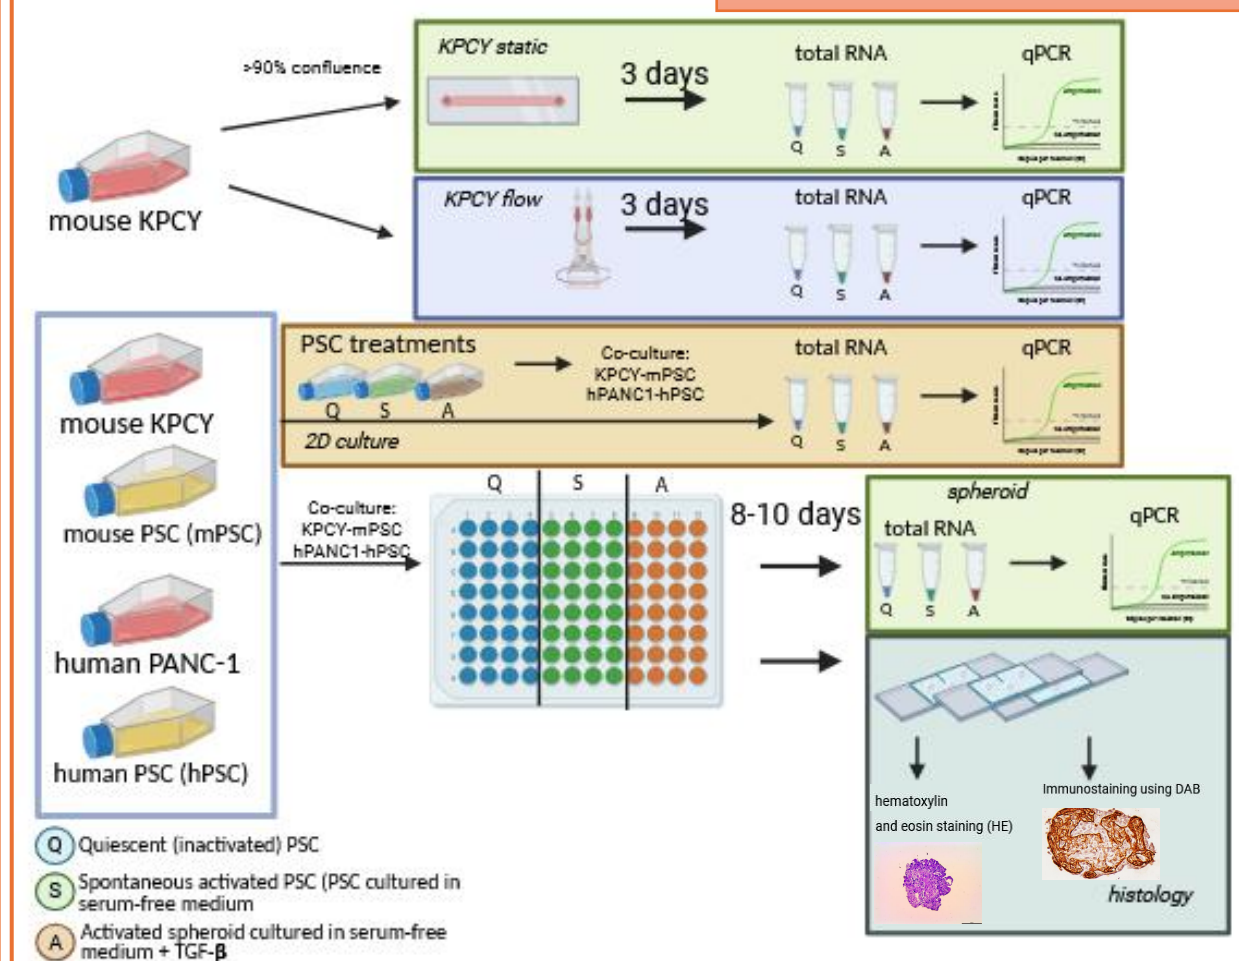 >90% confluence
mouse KPCY
KPCY static
3 days
total RNA
Q
S
A
qPCR
KPCY flow
3 days
total RNA
Q
S
A
qPCR
mouse KPCY
mouse PSC (mPSC)
human PANC-1
human PSC (hPSC)
PSC treatments
Q
S
A
2D culture
Co-culture:
KPCY-mPSC
hPANC1-hPSC
total RNA
Q
S
A
qPCR
Co-culture:
KPCY-mPSC
hPANC1-hPSC
Q
S
A
8-10 days
spheroid
total RNA
Q
S
A
qPCR
hematoxylin
and eosin staining (HE)
Immunostaining using DAB
histology
Q
Quiescent (inactivated) PSC
S
Spontaneous activated PSC (PSC cultured in
serum-free medium
A
Activated spheroid cultured in serum-free
medium + TGF-β